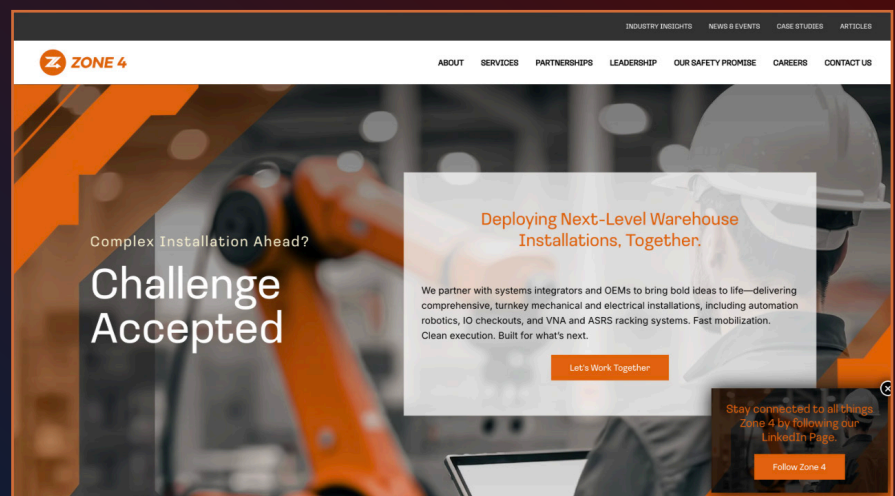 INDUSTRY INSIGHTS NEWS & EVENTS CASE STUDIES ARTICLES
ZONE 4
ABOUT SERVICES PARTNERSHIPS LEADERSHIP OUR SAFETY PROMISE CAREERS CONTACT US
Complex Installation Ahead?
Challenge
Accepted
Deploying Next-Level Warehouse
Installations, Together.
We partner with systems integrators and OEMs to bring bold ideas to life—delivering
comprehensive, turnkey mechanical and electrical installations, including automation
robotics, IO checkouts, and VNA and ASRS racking systems. Fast mobilization.
Clean execution. Built for what's next.
Let's Work Together
Stay connected to all things
Zone 4 by following our
LinkedIn Page.
Follow Zone 4